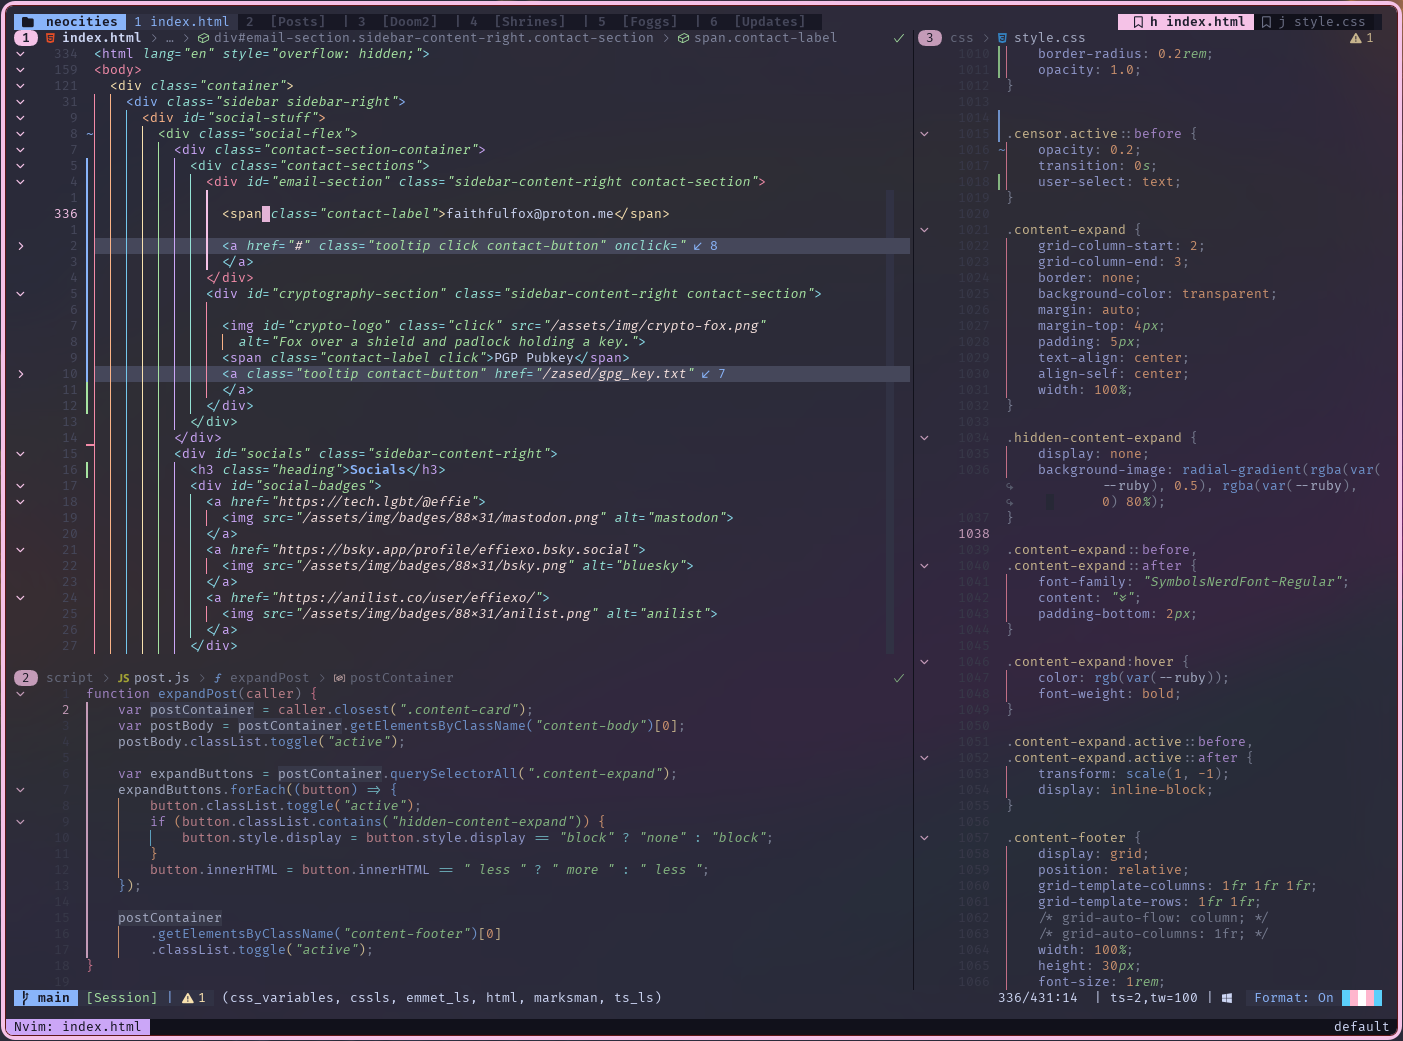 neocities 1 index.html 2 [Posts] | 3 [Doom2] | 4 [Shrines] | 5 [Foggs] | 6 [Updates]
h index.html j style.css
1 index.html > … > div#email-section.sidebar-content-right.contact-section > span.contact-label ✓
334 <html lang="en" style="overflow: hidden;">
159 <body>
121 <div class="container">
31 <div class="sidebar sidebar-right">
9 <div id="social-stuff">
8 ~ <div class="social-flex">
7 <div class="contact-section-container">
5 <div class="contact-sections">
4 <div id="email-section" class="sidebar-content-right contact-section">
1
336 <span class="contact-label">faithfulfox@proton.me</span>
1
2 <a href="#" class="tooltip click contact-button" onclick=" ↙ 8
3 </a>
4 </div>
5 <div id="cryptography-section" class="sidebar-content-right contact-section">
6
7 <img id="crypto-logo" class="click" src="/assets/img/crypto-fox.png"
8 alt="Fox over a shield and padlock holding a key.">
9 <span class="contact-label click">PGP Pubkey</span>
10 <a class="tooltip contact-button" href="/zased/gpg_key.txt" ↙ 7
11 </a>
12 </div>
13 </div>
14 </div>
15 <div id="socials" class="sidebar-content-right">
16 <h3 class="heading">Socials</h3>
17 <div id="social-badges">
18 <a href="https://tech.lgbt/@effie">
19 <img src="/assets/img/badges/88×31/mastodon.png" alt="mastodon">
20 </a>
21 <a href="https://bsky.app/profile/effiexo.bsky.social">
22 <img src="/assets/img/badges/88×31/bsky.png" alt="bluesky">
23 </a>
24 <a href="https://anilist.co/user/effiexo/">
25 <img src="/assets/img/badges/88×31/anilist.png" alt="anilist">
26 </a>
27 </div>
2 script > JS post.js > ƒ expandPost > postContainer ✓
1 function expandPost(caller) {
2 var postContainer = caller.closest(".content-card");
3 var postBody = postContainer.getElementsByClassName("content-body")[0];
4 postBody.classList.toggle("active");
5
6 var expandButtons = postContainer.querySelectorAll(".content-expand");
7 expandButtons.forEach((button) => {
8 button.classList.toggle("active");
9 if (button.classList.contains("hidden-content-expand")) {
10 button.style.display = button.style.display == "block" ? "none" : "block";
11 }
12 button.innerHTML = button.innerHTML == " less " ? " more " : " less ";
13 });
14
15 postContainer
16 .getElementsByClassName("content-footer")[0]
17 .classList.toggle("active");
18 }
19
3 css > style.css 1
1010 border-radius: 0.2rem;
1011 opacity: 1.0;
1012 }
1013
1014
1015 .censor.active::before {
1016 ~ opacity: 0.2;
1017 transition: 0s;
1018 user-select: text;
1019 }
1020
1021 .content-expand {
1022 grid-column-start: 2;
1023 grid-column-end: 3;
1024 border: none;
1025 background-color: transparent;
1026 margin: auto;
1027 margin-top: 4px;
1028 padding: 5px;
1029 text-align: center;
1030 align-self: center;
1031 width: 100%;
1032 }
1033
1034 .hidden-content-expand {
1035 display: none;
1036 background-image: radial-gradient(rgba(var(
--ruby), 0.5), rgba(var(--ruby),
0) 80%);
1037 }
1038
1039 .content-expand::before,
1040 .content-expand::after {
1041 font-family: "SymbolsNerdFont-Regular";
1042 content: "";
1043 padding-bottom: 2px;
1044 }
1045
1046 .content-expand:hover {
1047 color: rgb(var(--ruby));
1048 font-weight: bold;
1049 }
1050
1051 .content-expand.active::before,
1052 .content-expand.active::after {
1053 transform: scale(1, -1);
1054 display: inline-block;
1055 }
1056
1057 .content-footer {
1058 display: grid;
1059 position: relative;
1060 grid-template-columns: 1fr 1fr 1fr;
1061 grid-template-rows: 1fr 1fr;
1062 /* grid-auto-flow: column; */
1063 /* grid-auto-columns: 1fr; */
1064 width: 100%;
1065 height: 30px;
1066 font-size: 1rem;
main [Session] | 1 (css_variables, cssls, emmet_ls, html, marksman, ts_ls) 336/431:14 | ts=2,tw=100 | Format: On
Nvim: index.html default